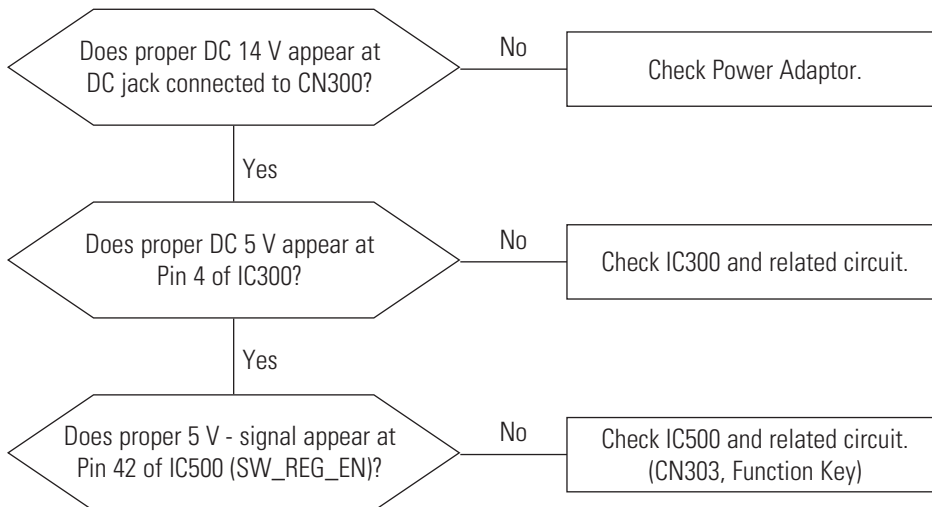 Does proper DC 14 V appear at
DC jack connected to CN300?
No
Check Power Adaptor.
Yes
Does proper DC 5 V appear at
Pin 4 of IC300?
No
Check IC300 and related circuit.
Yes
Does proper 5 V - signal appear at
Pin 42 of IC500 (SW_REG_EN)?
No
Check IC500 and related circuit.
(CN303, Function Key)